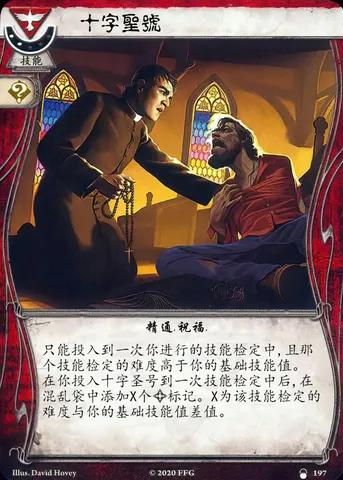 十字聖號
技能
精通.祝福.
只能投入到一次你进行的技能检定中,且那
个技能检定的难度高于你的基础技能值。
在你投入十字圣号到一次技能检定中后,在
混乱袋中添加X个标记。X为该技能检定的
难度与你的基础技能值差值。
Illus. David Hovey
© 2020 FFG
197